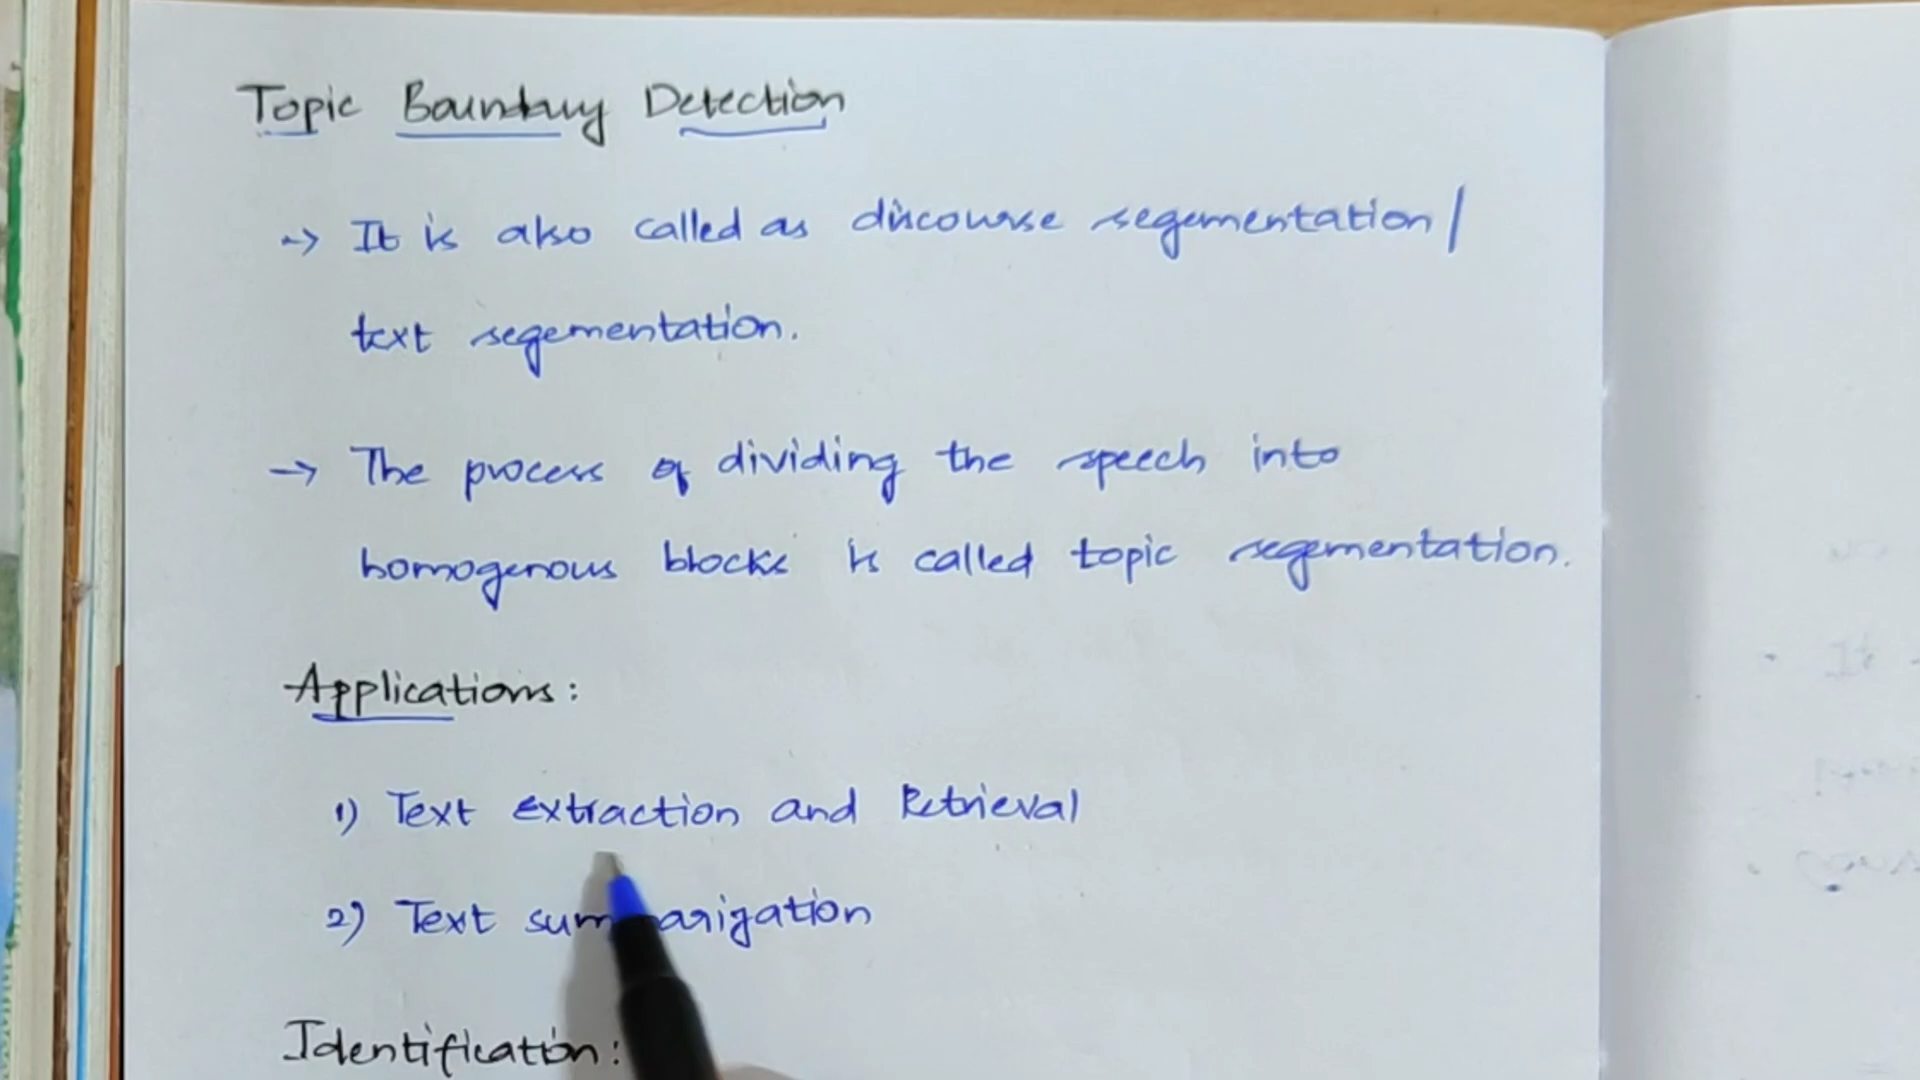 Topic Boundary Detection
-> It is also called as discourse segementation/
text segementation.
-> The process of dividing the speech into
homogenous blocks is called topic segementation.
Applications:
1) Text extraction and Retrieval
2) Text summarization
Identification: